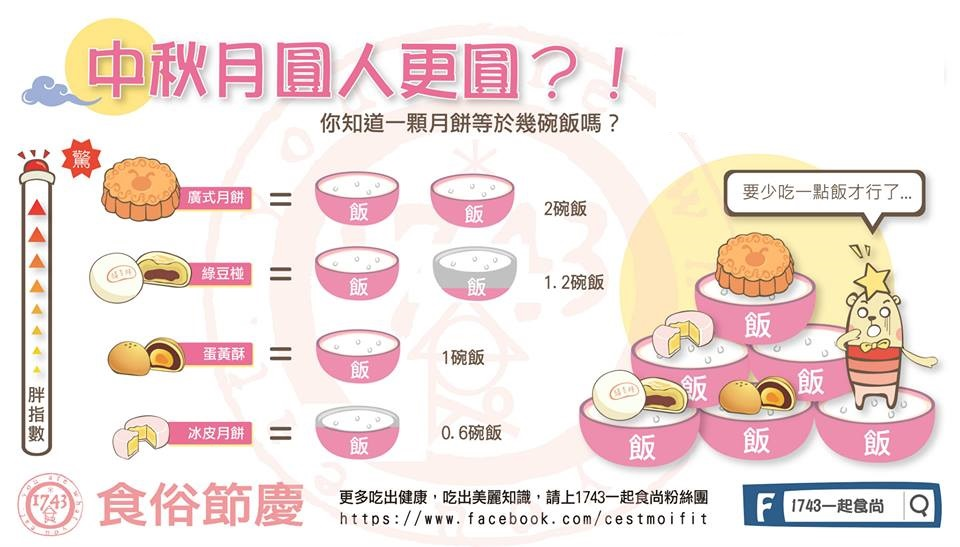 中秋月圓人更圓？！
你知道一顆月餅等於幾碗飯嗎？
驚
胖指數
廣式月餅 = 飯 飯 2碗飯
綠豆椪 = 飯 飯 1.2碗飯
蛋黃酥 = 飯 1碗飯
冰皮月餅 = 飯 0.6碗飯
要少吃一點飯才行了...
飯
飯 飯
飯 飯 飯
1743
食俗節慶
更多吃出健康，吃出美麗知識，請上1743一起食尚粉絲團
https://www.facebook.com/cestmoifit
F 1743一起食尚